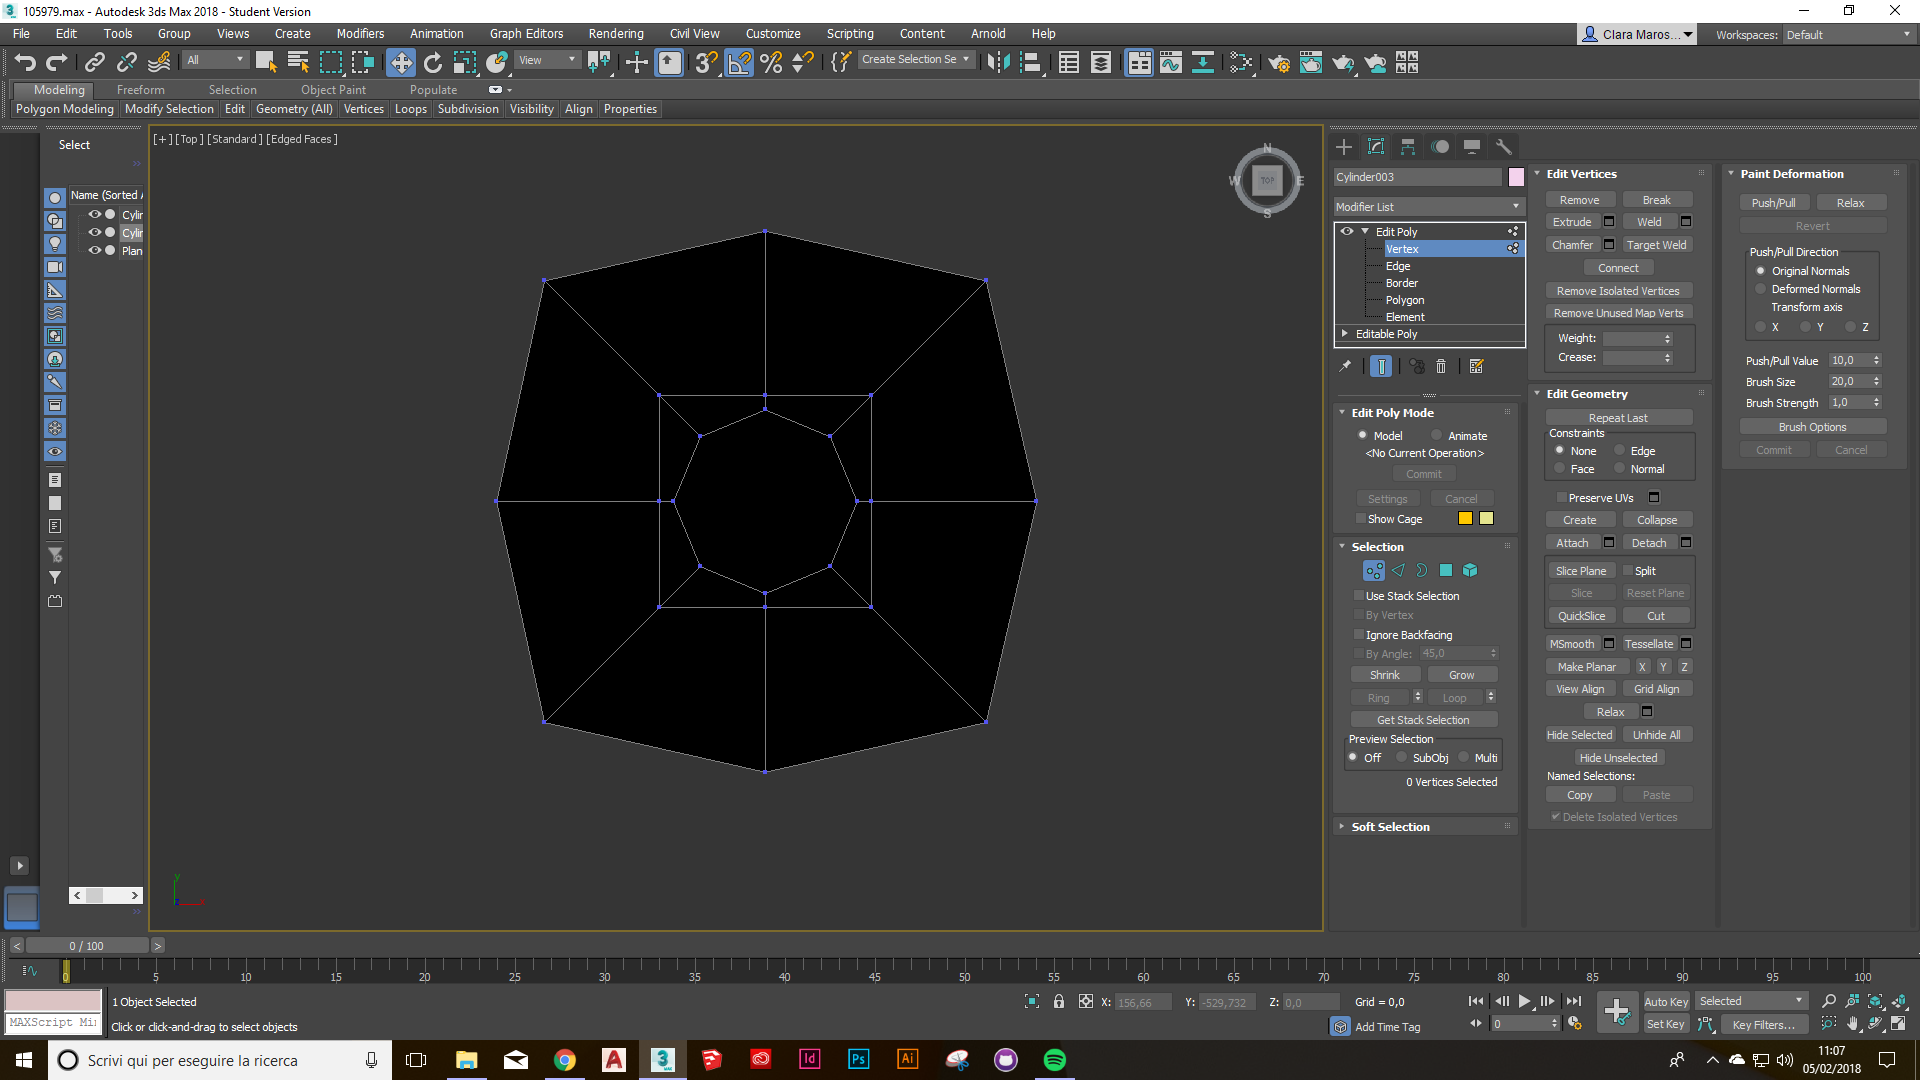 105979.max - Autodesk 3ds Max 2018 - Student Version
File Edit Tools Group Views Create Modifiers Animation Graph Editors Rendering Civil View Customize Scripting Content Arnold Help
Clara Maros... Workspaces: Default
All View Create Selection Se
Modeling Freeform Selection Object Paint Populate
Polygon Modeling Modify Selection Edit Geometry (All) Vertices Loops Subdivision Visibility Align Properties
Select
Name (Sorted A
Cylin
Cylin
Plan
[+] [Top] [Standard] [Edged Faces]
N
W TOP E
S
Cylinder003
Modifier List
Edit Poly
Vertex
Edge
Border
Polygon
Element
Editable Poly
Edit Poly Mode
Model Animate
<No Current Operation>
Commit
Settings Cancel
Show Cage
Selection
Use Stack Selection
By Vertex
Ignore Backfacing
By Angle: 45,0
Shrink Grow
Ring Loop
Get Stack Selection
Preview Selection
Off SubObj Multi
0 Vertices Selected
Soft Selection
Edit Vertices
Remove Break
Extrude Weld
Chamfer Target Weld
Connect
Remove Isolated Vertices
Remove Unused Map Verts
Weight:
Crease:
Edit Geometry
Repeat Last
Constraints
None Edge
Face Normal
Preserve UVs
Create Collapse
Attach Detach
Slice Plane Split
Slice Reset Plane
QuickSlice Cut
MSmooth Tessellate
Make Planar X Y Z
View Align Grid Align
Relax
Hide Selected Unhide All
Hide Unselected
Named Selections:
Copy Paste
Delete Isolated Vertices
Paint Deformation
Push/Pull Relax
Revert
Push/Pull Direction
Original Normals
Deformed Normals
Transform axis
X Y Z
Push/Pull Value 10,0
Brush Size 20,0
Brush Strength 1,0
Brush Options
Commit Cancel
y
< 0 / 100 >
0 5 10 15 20 25 30 35 40 45 50 55 60 65 70 75 80 85 90 95 100
1 Object Selected
X: 156,66 Y: -529,732 Z: 0,0 Grid = 0,0
Auto Key Selected
MAXScript Mi
Click or click-and-drag to select objects
Add Time Tag
0
Set Key Key Filters...
Scrivi qui per eseguire la ricerca
11:07
05/02/2018